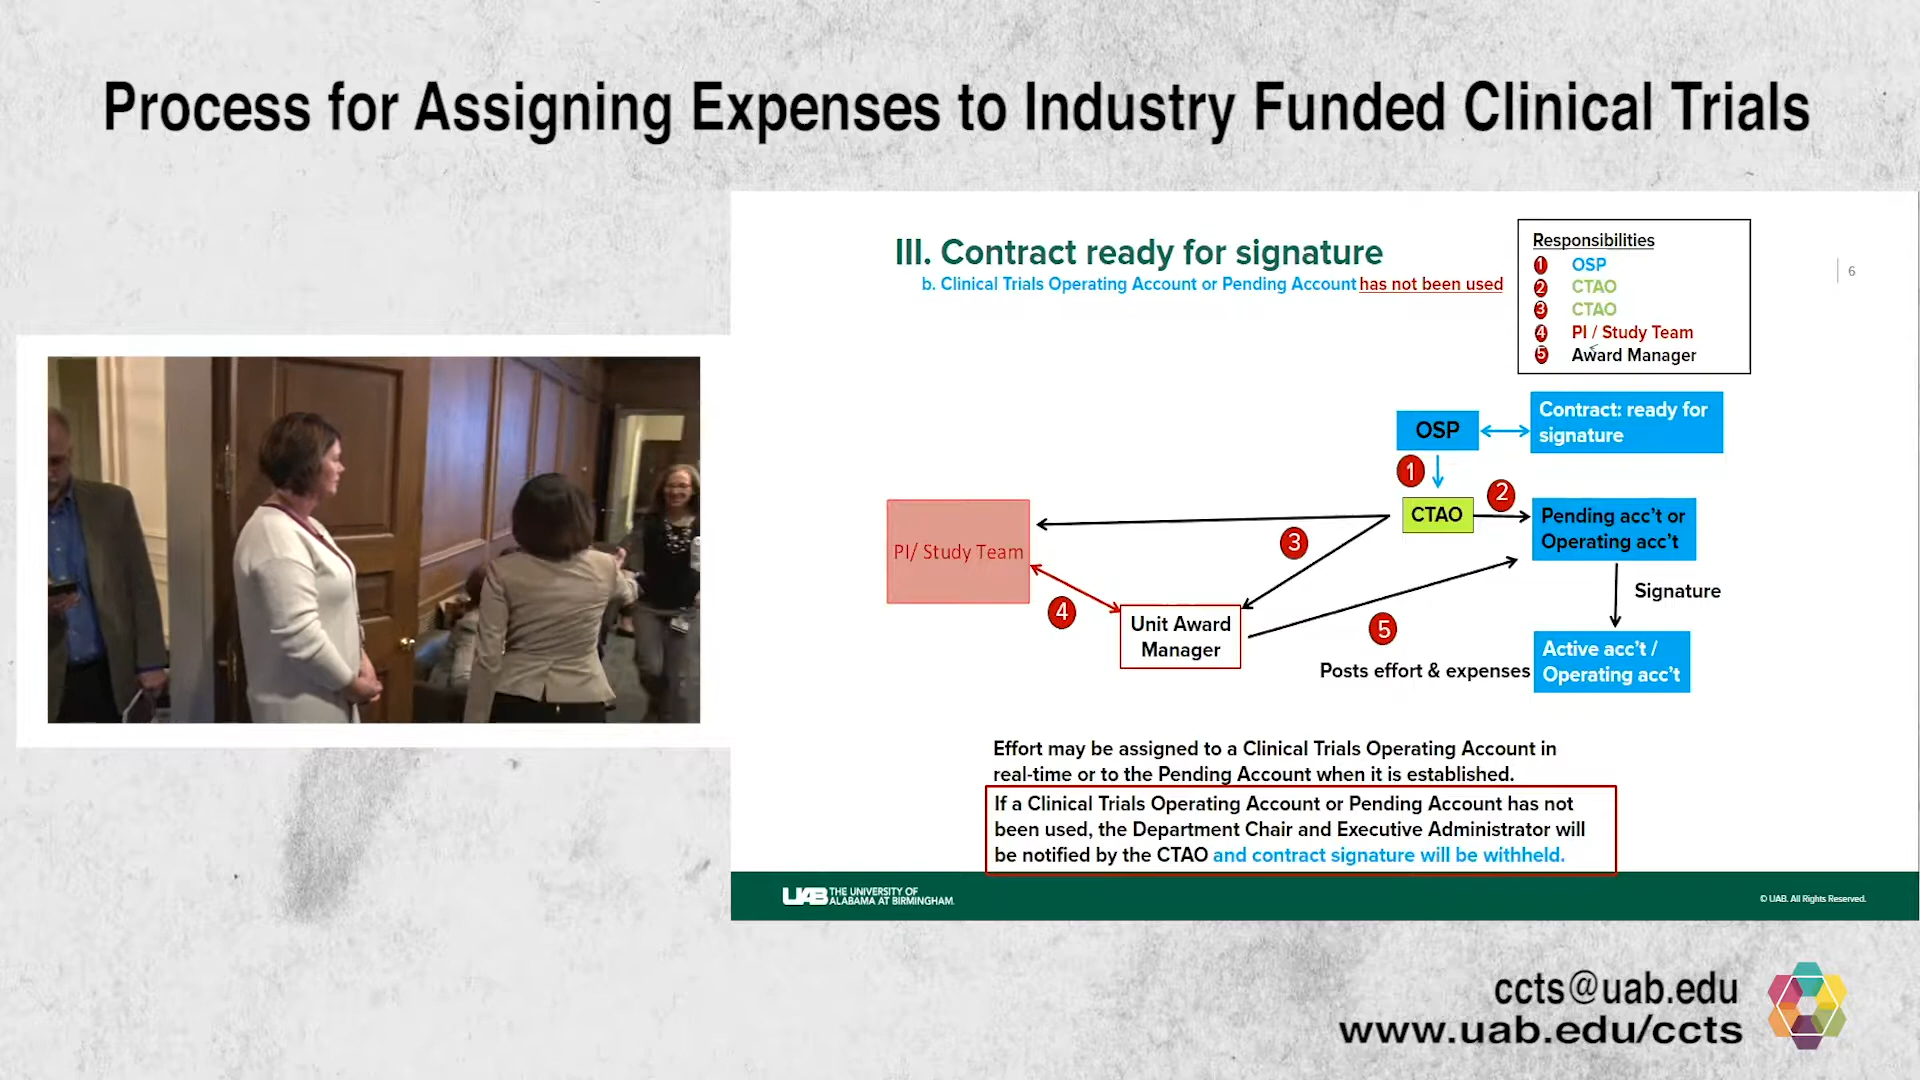 Process for Assigning Expenses to Industry Funded Clinical Trials
III. Contract ready for signature
b. Clinical Trials Operating Account or Pending Account has not been used
Responsibilities
1 OSP
2 CTAO
3 CTAO
4 PI / Study Team
5 Award Manager
6
OSP
Contract: ready for
signature
1
CTAO
2
Pending acc't or
Operating acc't
PI/ Study Team
3
Signature
4
Unit Award
Manager
5
Posts effort & expenses
Active acc't /
Operating acc't
Effort may be assigned to a Clinical Trials Operating Account in
real-time or to the Pending Account when it is established.
If a Clinical Trials Operating Account or Pending Account has not
been used, the Department Chair and Executive Administrator will
be notified by the CTAO and contract signature will be withheld.
UAB THE UNIVERSITY OF
ALABAMA AT BIRMINGHAM.
© UAB. All Rights Reserved.
ccts@uab.edu
www.uab.edu/ccts